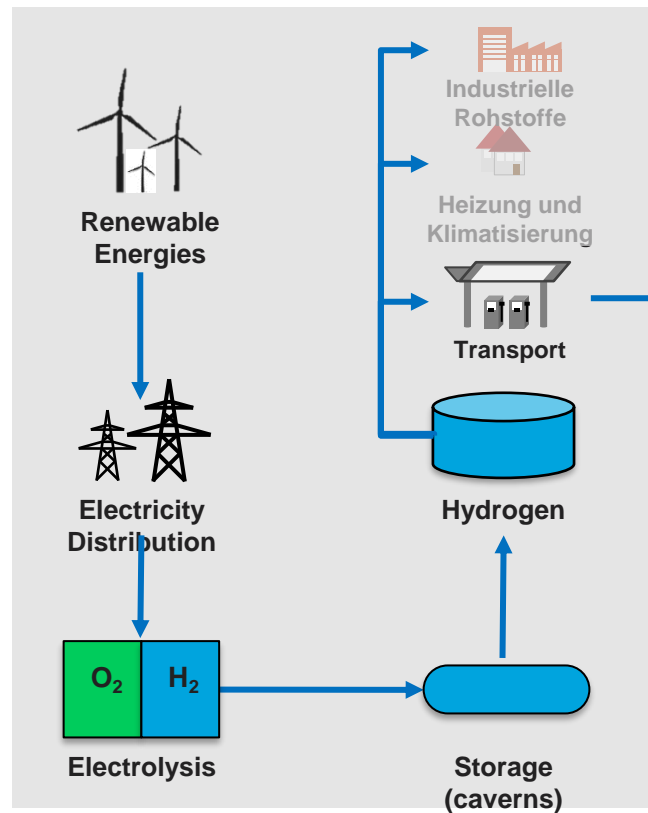 Renewable
Energies
Electricity
Distribution
O₂
H₂
Electrolysis
Industrielle
Rohstoffe
Heizung und
Klimatisierung
Transport
Hydrogen
Storage
(caverns)